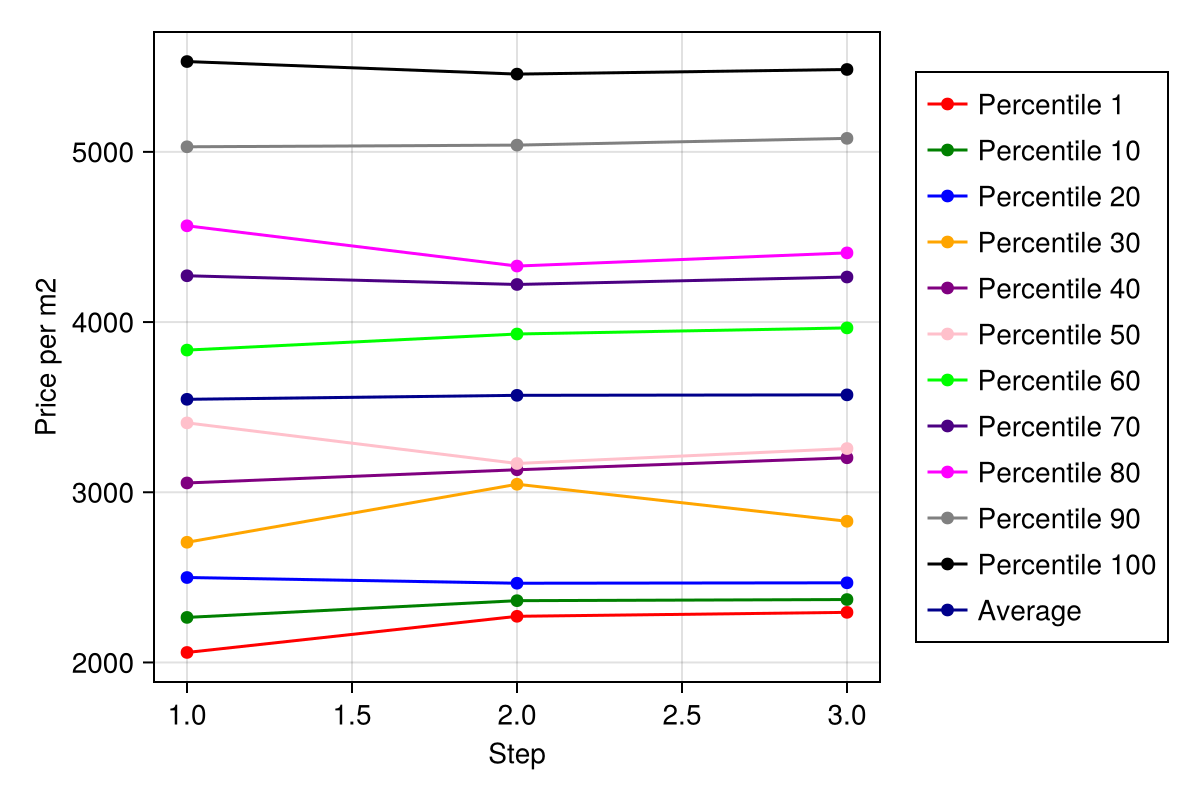 Price per m2
5000
4000
3000
2000
1.0 1.5 2.0 2.5 3.0
Step
Percentile 1
Percentile 10
Percentile 20
Percentile 30
Percentile 40
Percentile 50
Percentile 60
Percentile 70
Percentile 80
Percentile 90
Percentile 100
Average